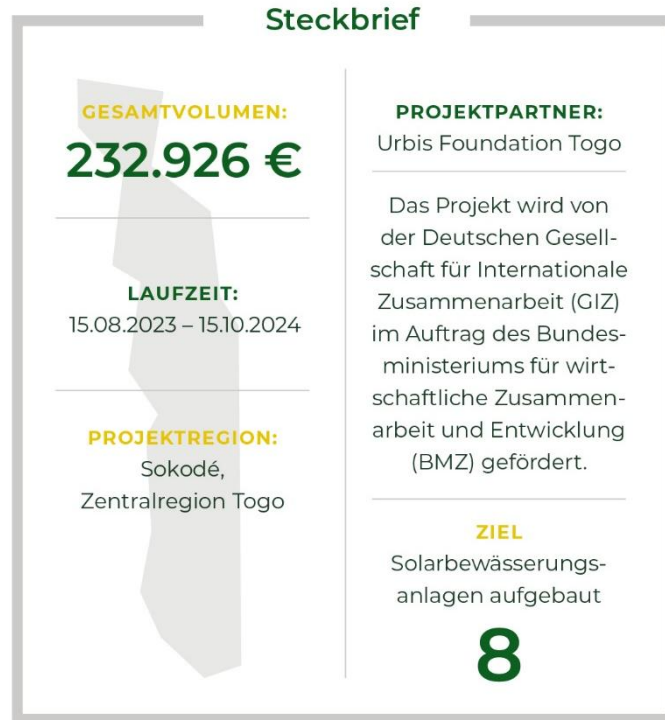 Steckbrief
GESAMTVOLUMEN:
232.926 €
LAUFZEIT:
15.08.2023 – 15.10.2024
PROJEKTREGION:
Sokodé,
Zentralregion Togo
PROJEKTPARTNER:
Urbis Foundation Togo
Das Projekt wird von
der Deutschen Gesell-
schaft für Internationale
Zusammenarbeit (GIZ)
im Auftrag des Bundes-
ministeriums für wirt-
schaftliche Zusammen-
arbeit und Entwicklung
(BMZ) gefördert.
ZIEL
Solarbewässerungs-
anlagen aufgebaut
8